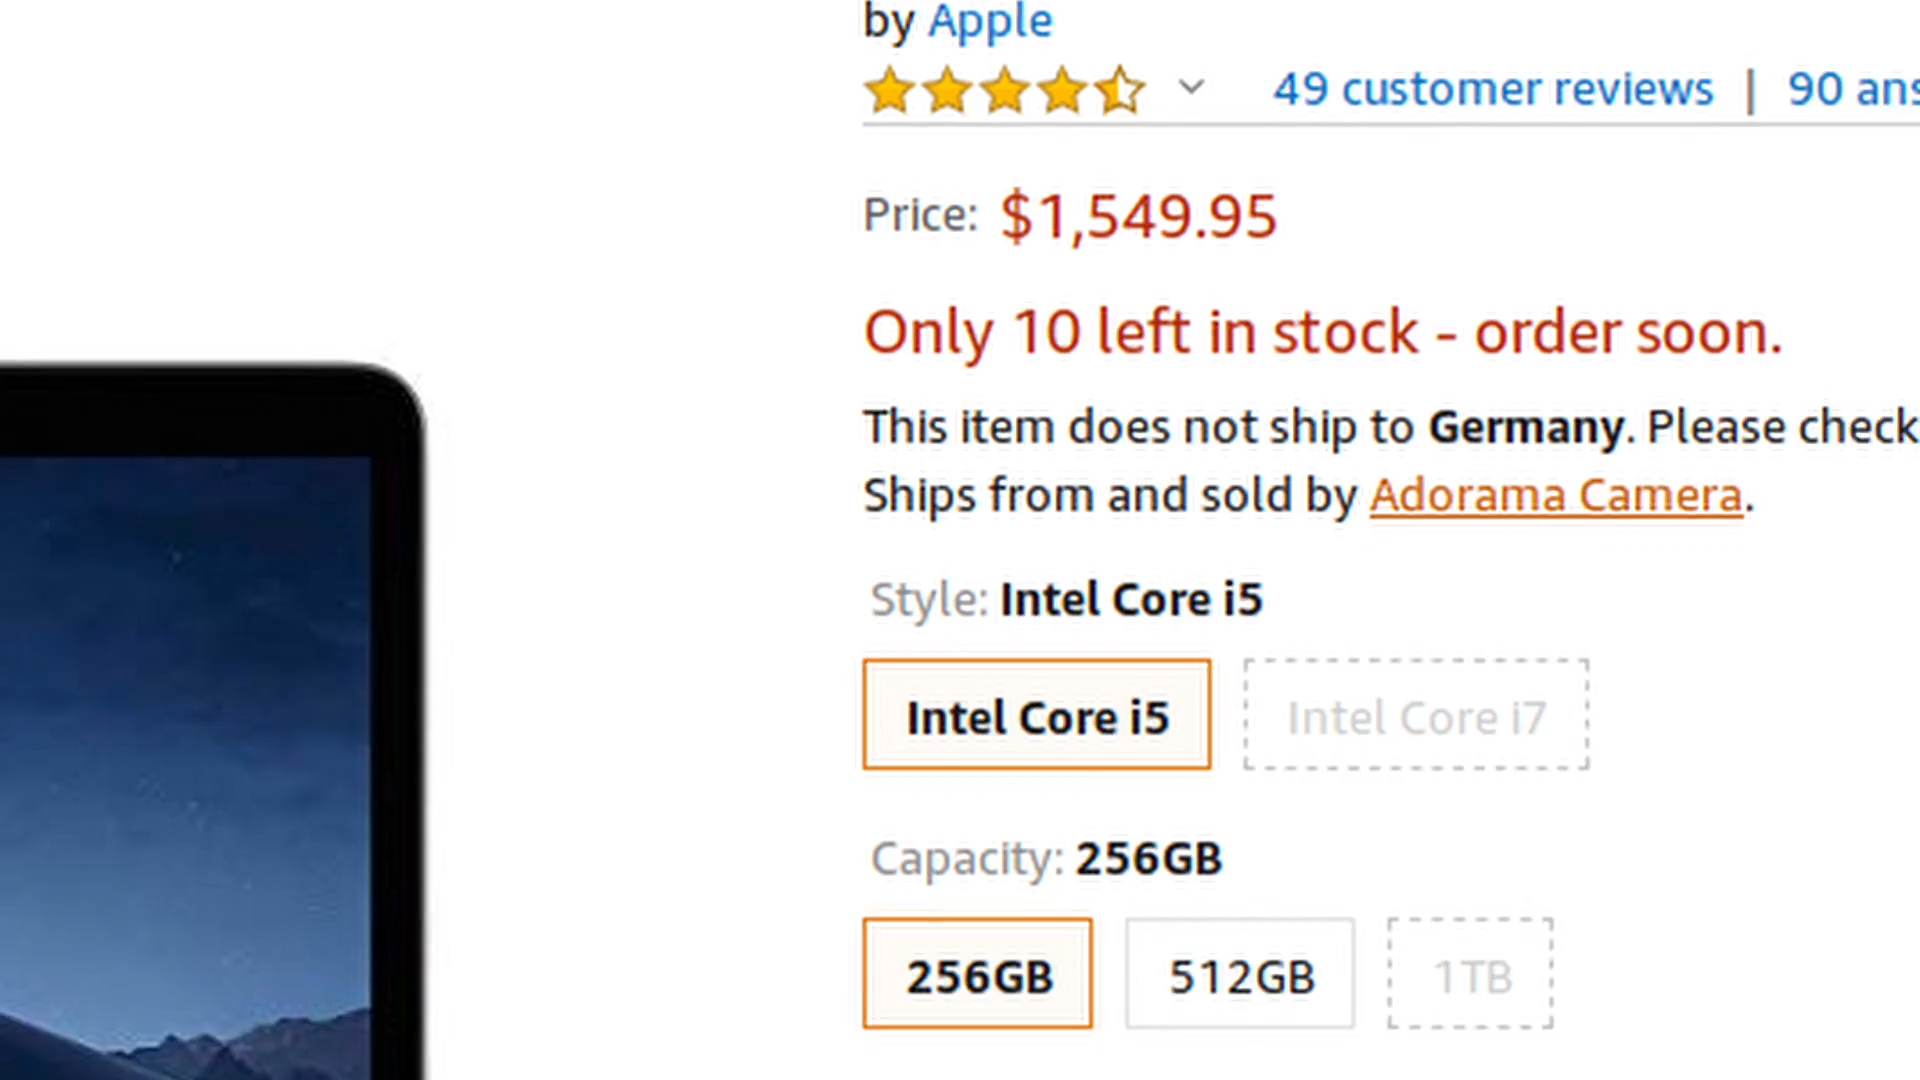 by Apple
49 customer reviews | 90 ans
Price: $1,549.95
Only 10 left in stock - order soon.
This item does not ship to Germany. Please check
Ships from and sold by Adorama Camera.
Style: Intel Core i5
Intel Core i5 Intel Core i7
Capacity: 256GB
256GB 512GB 1TB